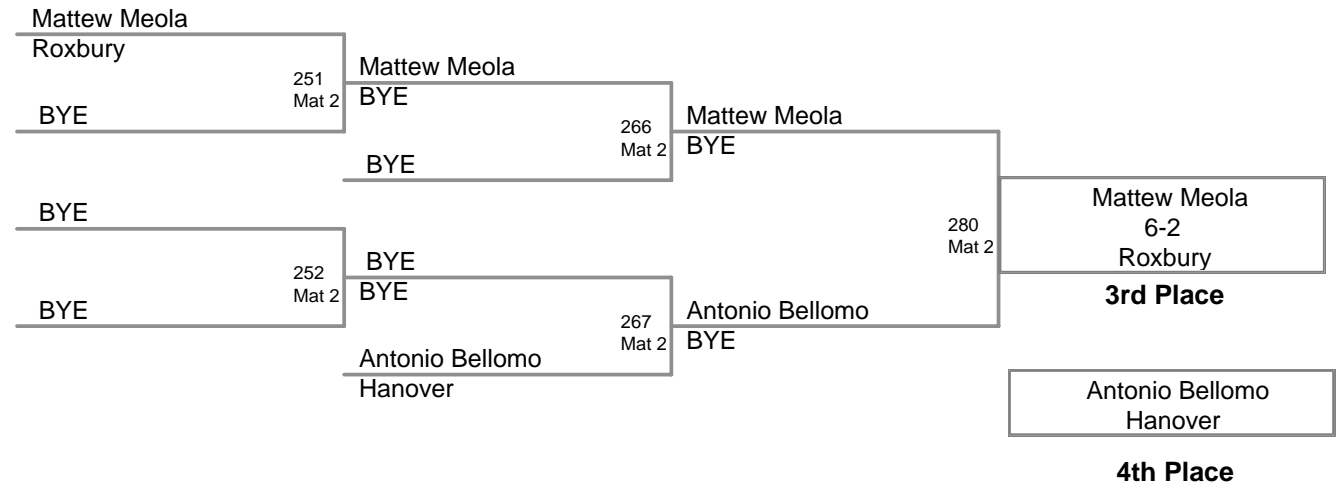 Mattew Meola
Roxbury
251
Mat 2
BYE
Mattew Meola
BYE
266
Mat 2
BYE
Mattew Meola
BYE
BYE
252
Mat 2
BYE
BYE
BYE
267
Mat 2
Antonio Bellomo
Hanover
Antonio Bellomo
BYE
280
Mat 2
Mattew Meola
6-2
Roxbury
3rd Place
Antonio Bellomo
Hanover
4th Place